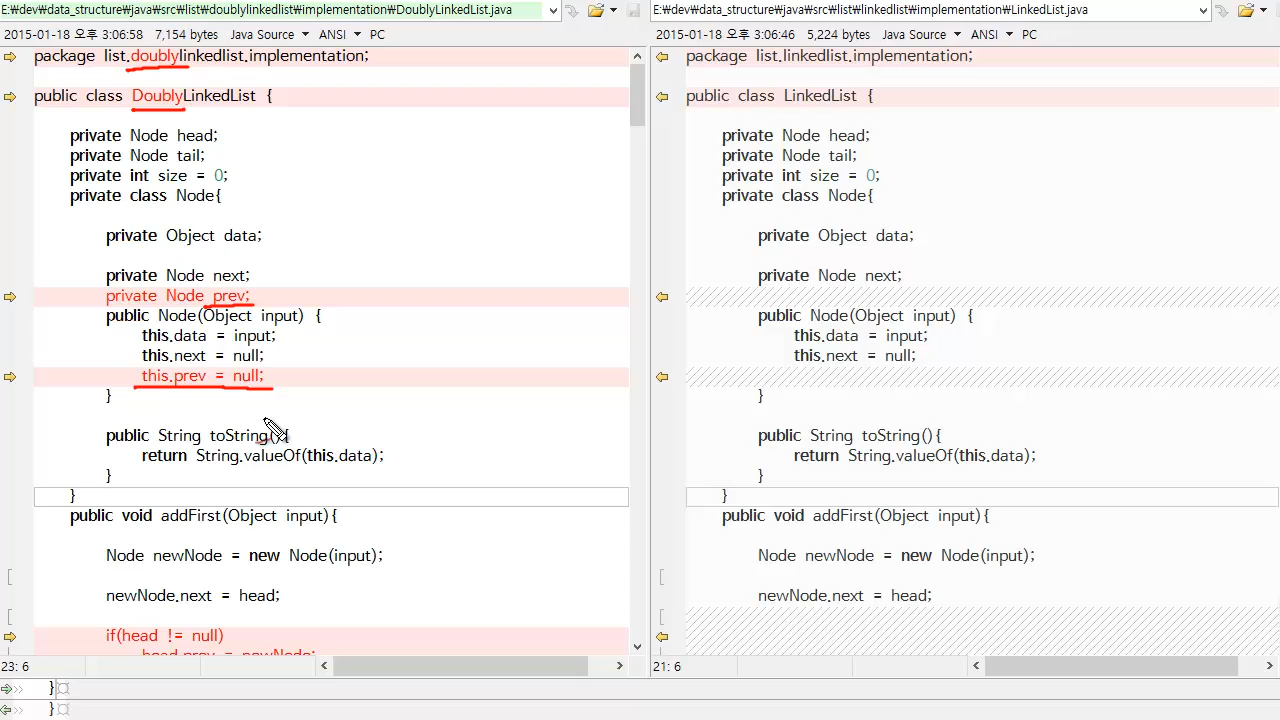 E:₩dev₩data_structure₩java₩src₩list₩doublylinkedlist₩implementation₩DoublyLinkedList.java
2015-01-18 오후 3:06:58 7,154 bytes Java Source ANSI PC
package list.doublylinkedlist.implementation;
public class DoublyLinkedList {
private Node head;
private Node tail;
private int size = 0;
private class Node{
private Object data;
private Node next;
private Node prev;
public Node(Object input) {
this.data = input;
this.next = null;
this.prev = null;
}
public String toString(){
return String.valueOf(this.data);
}
}
public void addFirst(Object input){
Node newNode = new Node(input);
newNode.next = head;
if(head != null)
head.prev = newNode;
23: 6
E:₩dev₩data_structure₩java₩src₩list₩linkedlist₩implementation₩LinkedList.java
2015-01-18 오후 3:06:46 5,224 bytes Java Source ANSI PC
package list.linkedlist.implementation;
public class LinkedList {
private Node head;
private Node tail;
private int size = 0;
private class Node{
private Object data;
private Node next;
public Node(Object input) {
this.data = input;
this.next = null;
}
public String toString(){
return String.valueOf(this.data);
}
}
public void addFirst(Object input){
Node newNode = new Node(input);
newNode.next = head;
21: 6
}
}